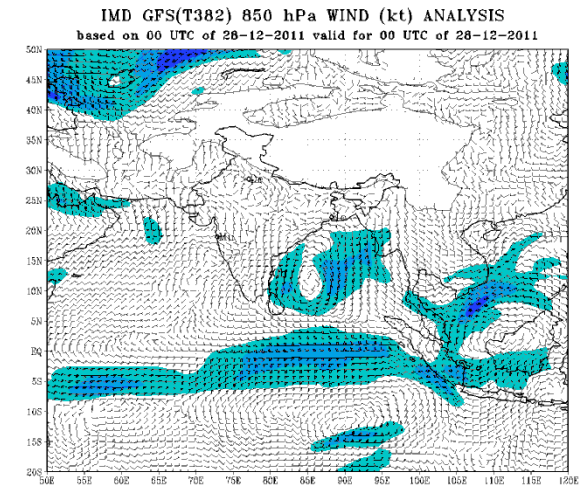 IMD GFS(T382) 850 hPa WIND (kt) ANALYSIS
based on 00 UTC of 28-12-2011 valid for 00 UTC of 28-12-2011
50N
45N
40N
35N
30N
25N
20N
15N
10N
5N
EQ
5S
10S
15S
20S
50E 55E 60E 65E 70E 75E 80E 85E 90E 95E 100E 105E 110E 115E 120E